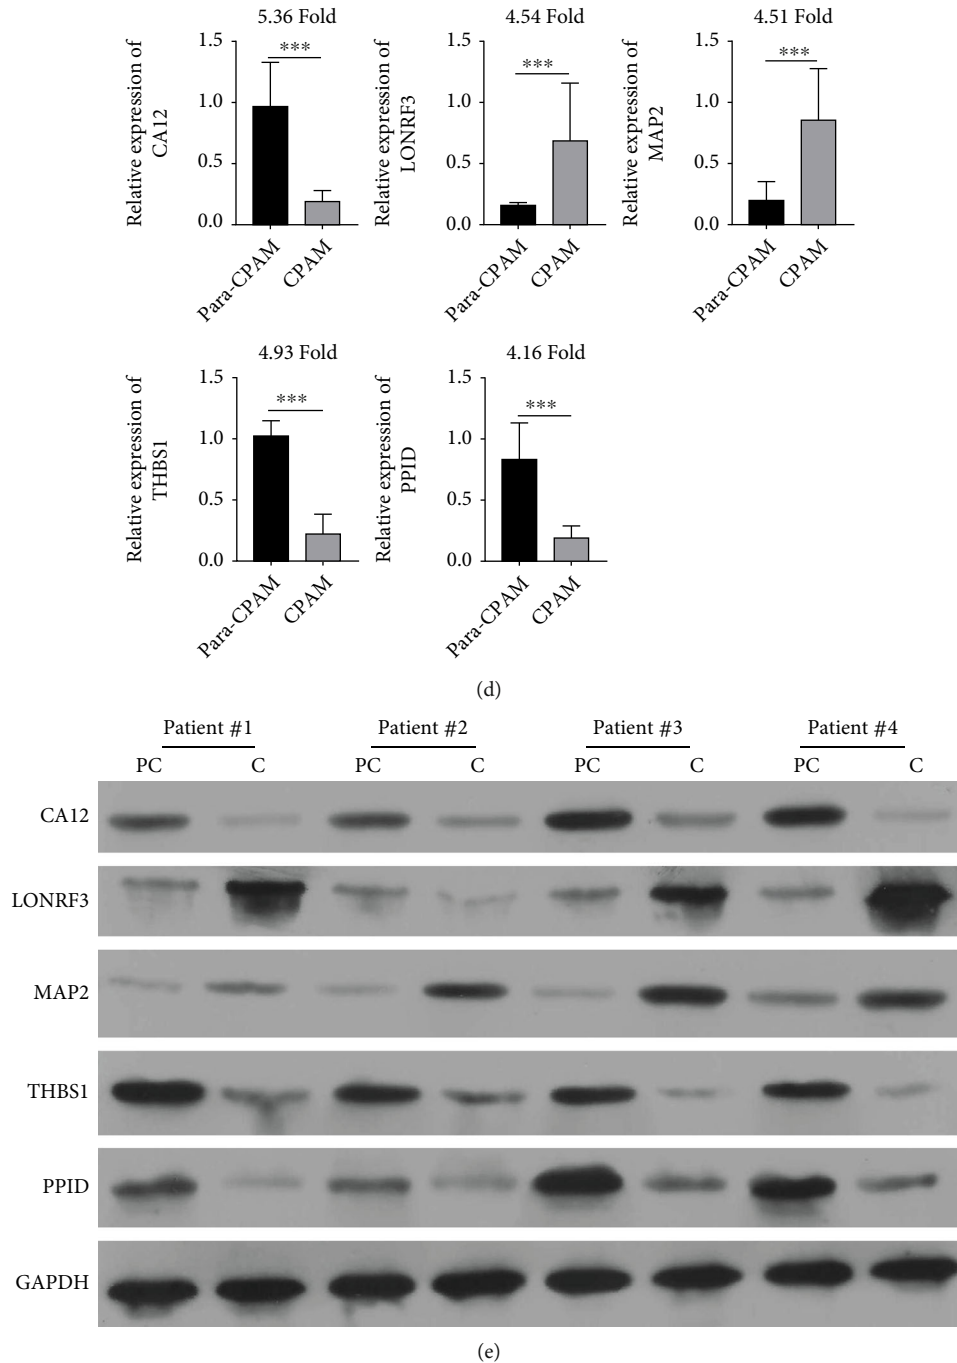 5.36 Fold
Relative expression of
CA12
1.5
1.0
0.5
0.0
***
Para-CPAM
CPAM
4.54 Fold
Relative expression of
LONRF3
1.5
1.0
0.5
0.0
***
Para-CPAM
CPAM
4.51 Fold
Relative expression of
MAP2
1.5
1.0
0.5
0.0
***
Para-CPAM
CPAM
4.93 Fold
Relative expression of
THBS1
1.5
1.0
0.5
0.0
***
Para-CPAM
CPAM
4.16 Fold
Relative expression of
PPID
1.5
1.0
0.5
0.0
***
Para-CPAM
CPAM
(d)
Patient #1 Patient #2 Patient #3 Patient #4
PC C PC C PC C PC C
CA12
LONRF3
MAP2
THBS1
PPID
GAPDH
(e)